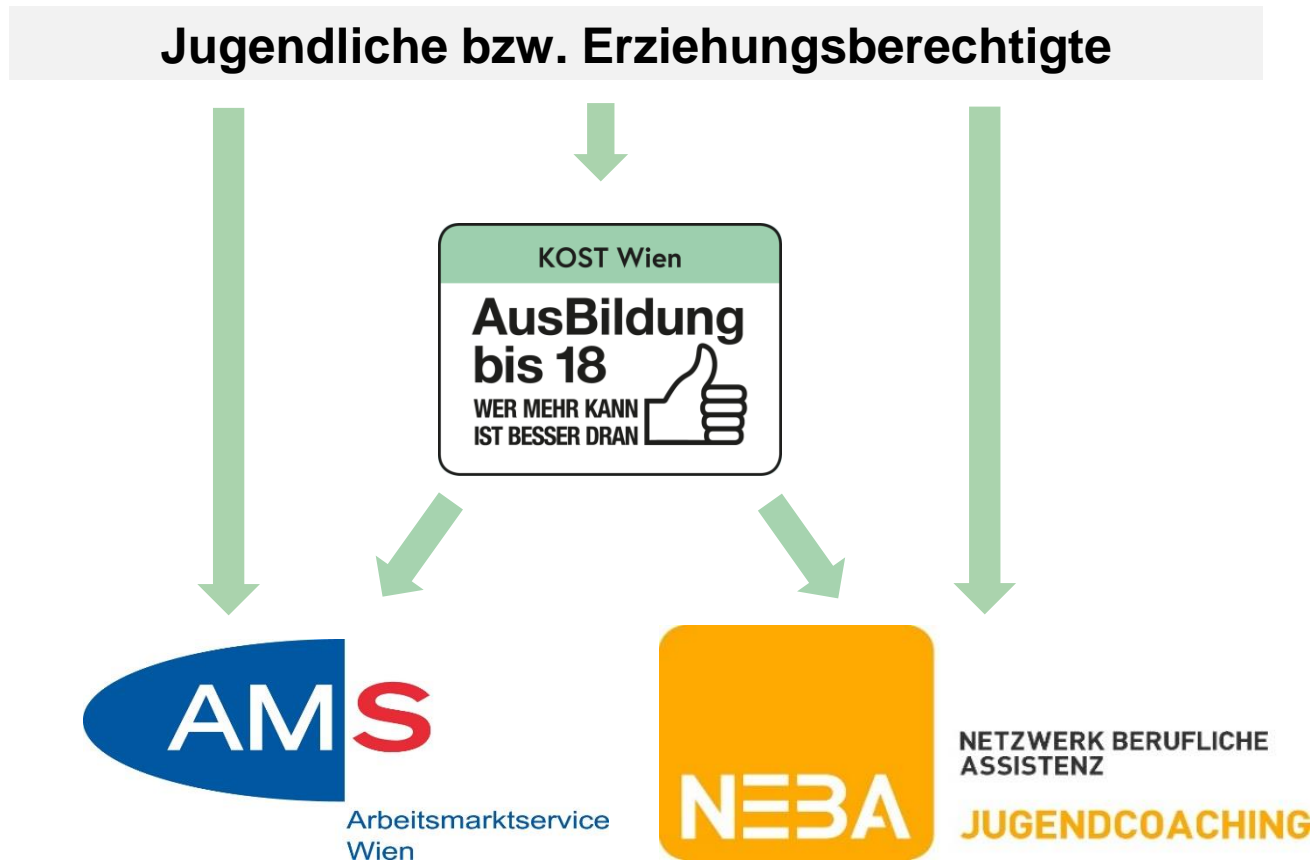 Jugendliche bzw. Erziehungsberechtigte
KOST Wien
AusBildung
bis 18
WER MEHR KANN
IST BESSER DRAN
AMS
Arbeitsmarktservice
Wien
NEBA
NETZWERK BERUFLICHE
ASSISTENZ
JUGENDCOACHING